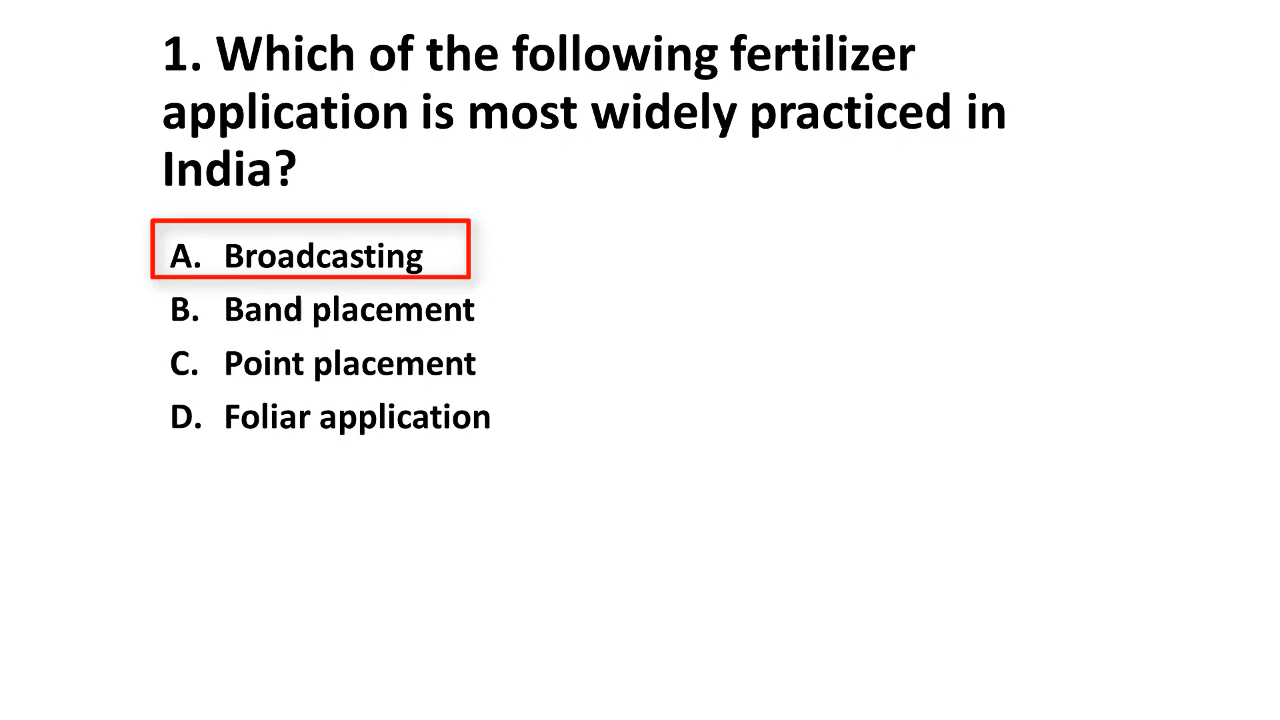 1. Which of the following fertilizer
application is most widely practiced in
India?
A. Broadcasting
B. Band placement
C. Point placement
D. Foliar application